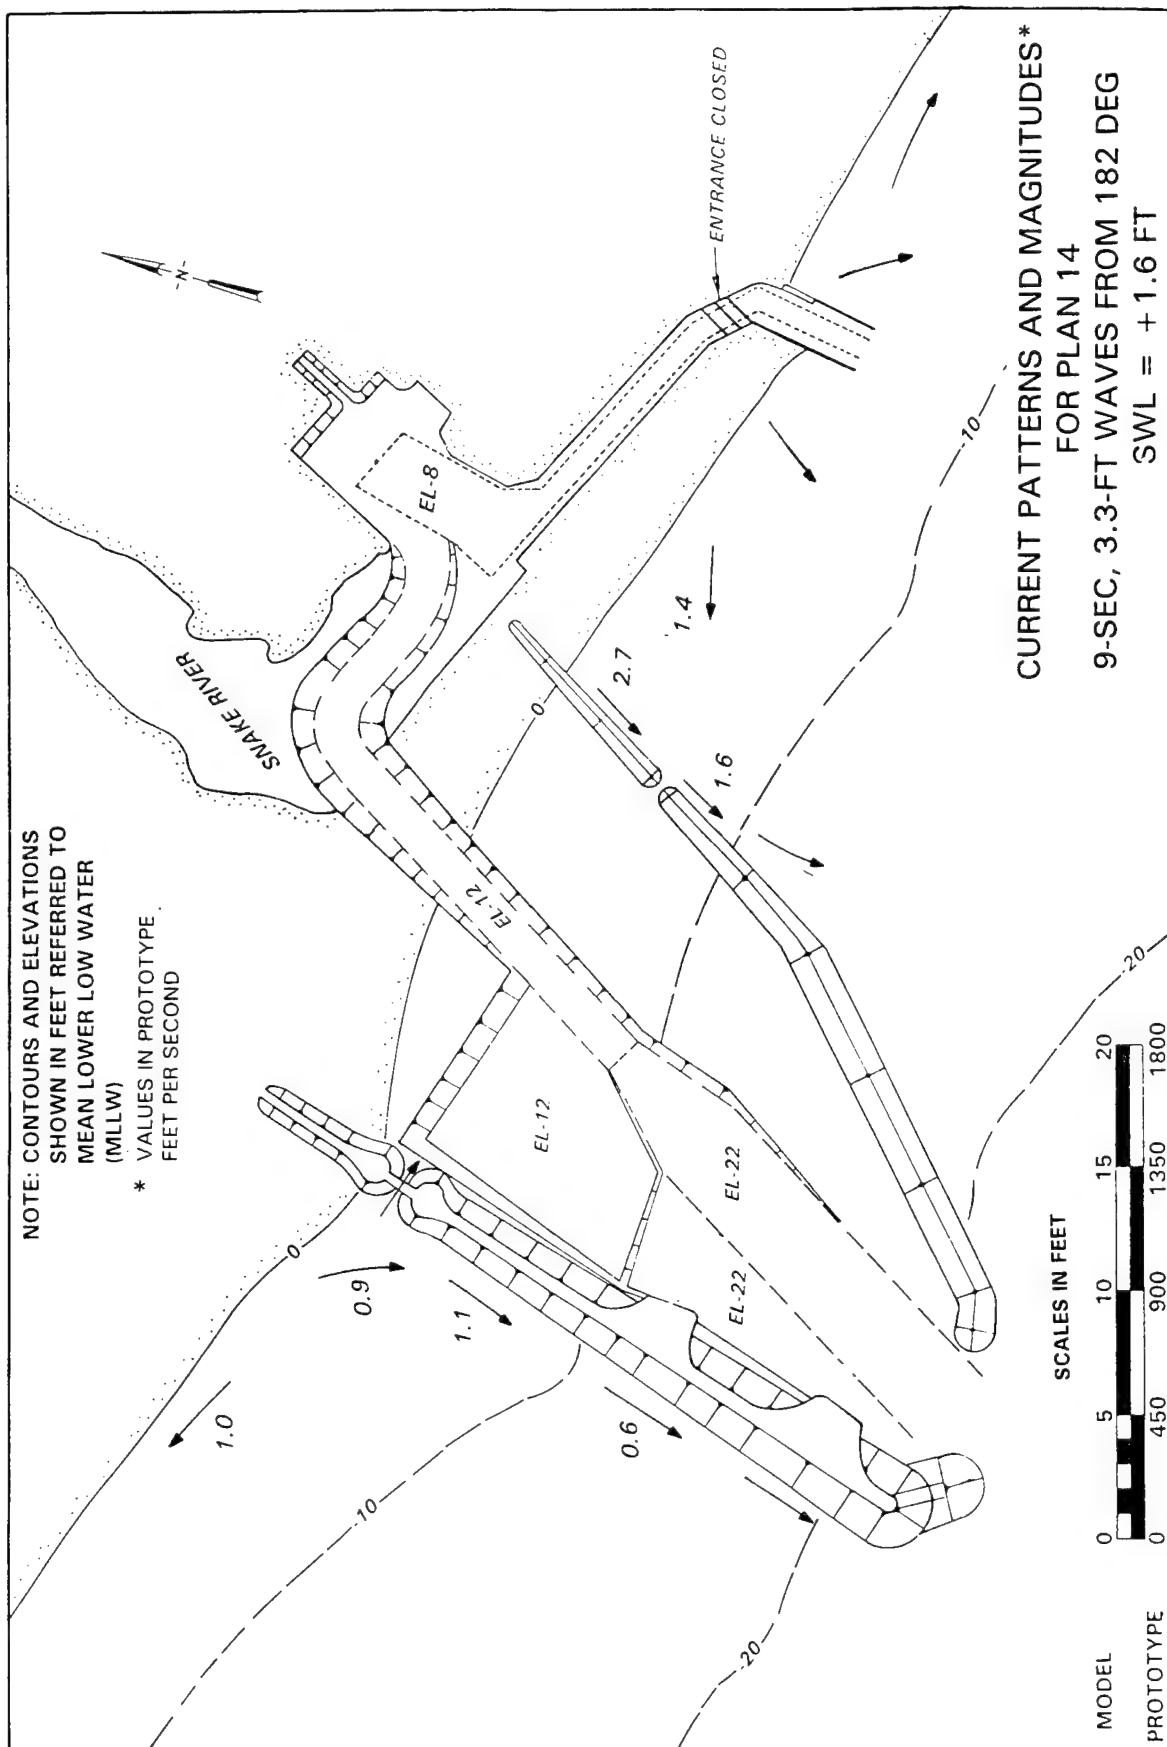 NOTE: CONTOURS AND ELEVATIONS
SHOWN IN FEET REFERRED TO
MEAN LOWER LOW WATER
(MLLW)
* VALUES IN PROTOTYPE
FEET PER SECOND
-N-
SNAKE RIVER
EL-8
ENTRANCE CLOSED
EL-12
EL-12
EL-22
EL-22
0
0
-10
-10
-20
-20
1.0
0.9
1.1
0.6
2.7
1.4
1.6
CURRENT PATTERNS AND MAGNITUDES*
FOR PLAN 14
9-SEC, 3.3-FT WAVES FROM 182 DEG
SWL = +1.6 FT
SCALES IN FEET
MODEL 0 5 10 15 20
PROTOTYPE 0 450 900 1350 1800